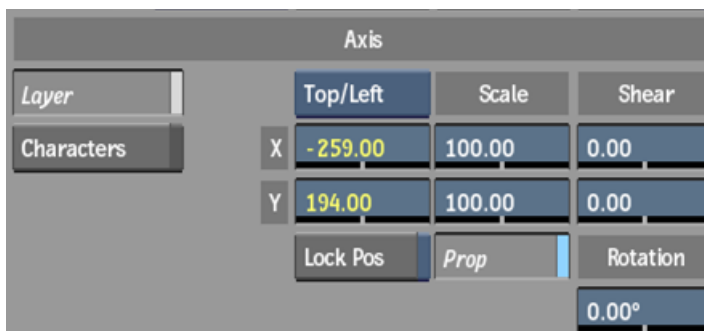 Axis
Layer Top/Left Scale Shear
Characters X -259.00 100.00 0.00
Y 194.00 100.00 0.00
Lock Pos Prop Rotation
0.00°